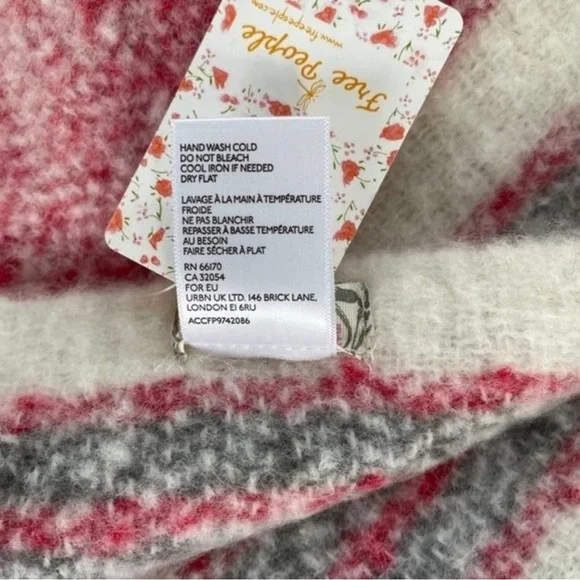 Free People
www.freepeople.com
HAND WASH COLD
DO NOT BLEACH
COOL IRON IF NEEDED
DRY FLAT
LAVAGE À LA MAIN À TEMPÉRATURE
FROIDE
NE PAS BLANCHIR
REPASSER À BASSE TEMPÉRATURE
AU BESOIN
FAIRE SÉCHER À PLAT
RN 66170
CA 32054
FOR EU
URBN UK LTD. 146 BRICK LANE,
LONDON E1 6RU
ACCFP9742086